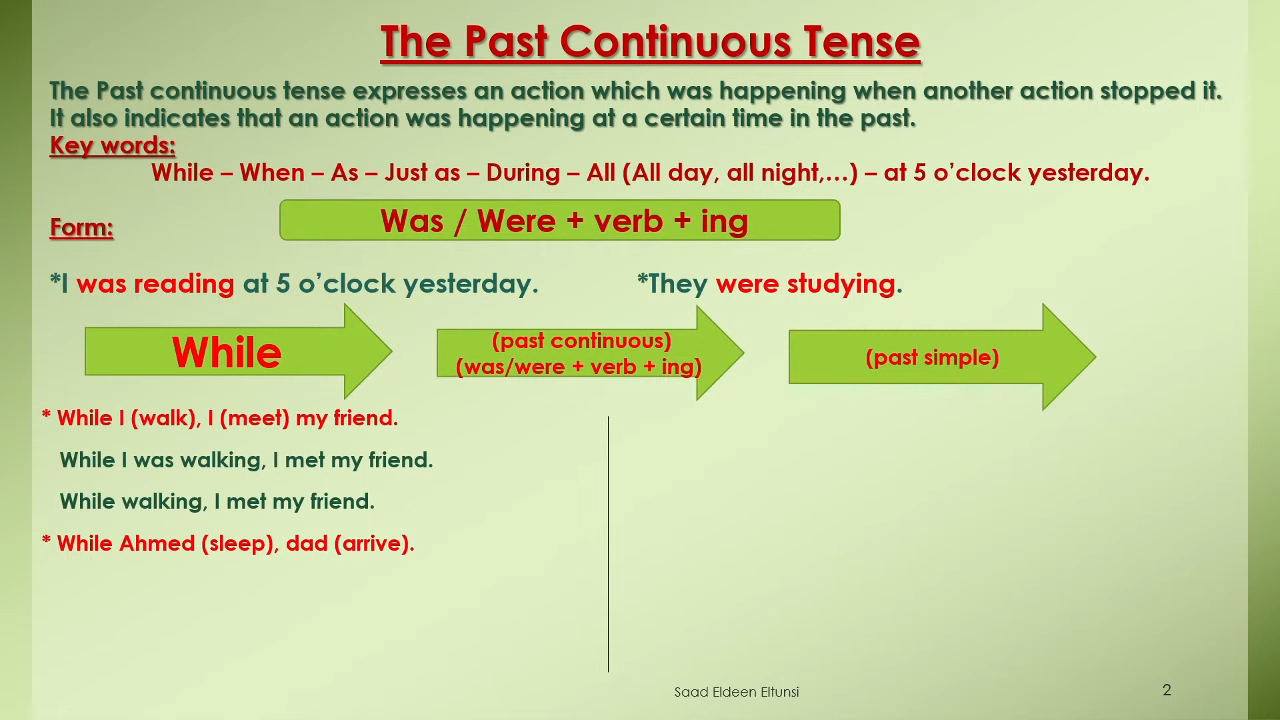 The Past Continuous Tense
The Past continuous tense expresses an action which was happening when another action stopped it.
It also indicates that an action was happening at a certain time in the past.
Key words:
While – When – As – Just as – During – All (All day, all night,…) – at 5 o’clock yesterday.
Form:
Was / Were + verb + ing
*I was reading at 5 o’clock yesterday.
*They were studying.
While
(past continuous)
(was/were + verb + ing)
(past simple)
* While I (walk), I (meet) my friend.
While I was walking, I met my friend.
While walking, I met my friend.
* While Ahmed (sleep), dad (arrive).
Saad Eldeen Eltunsi
2